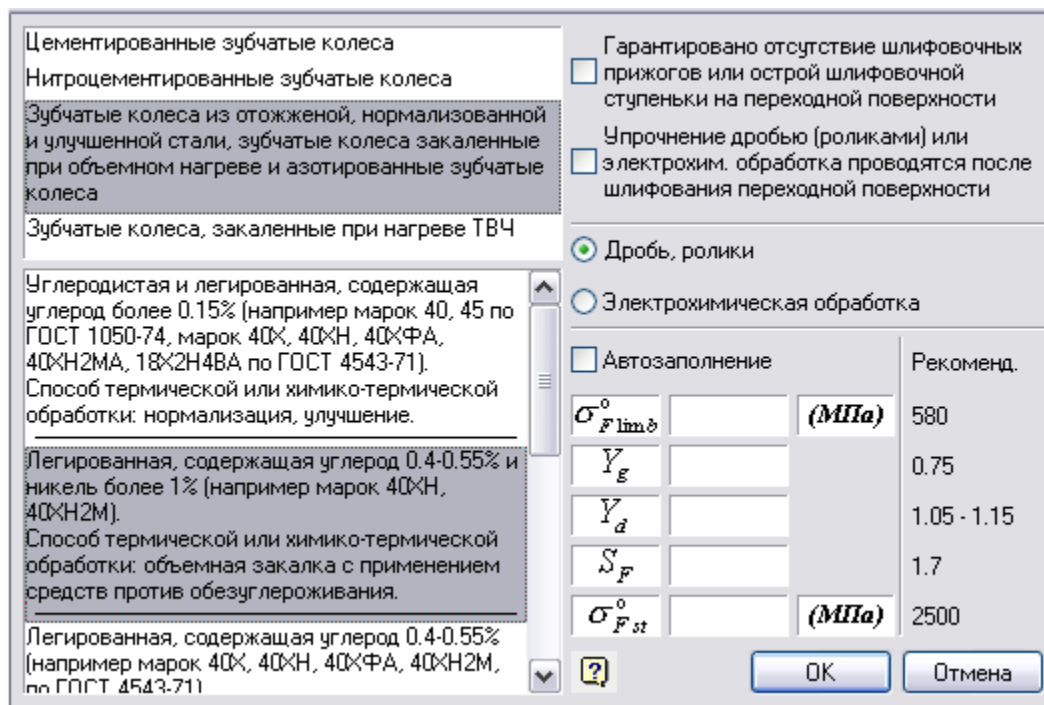 Цементированные зубчатые колеса
Нитроцементированные зубчатые колеса
Зубчатые колеса из отожженой, нормализованной
и улучшенной стали, зубчатые колеса закаленные
при объемном нагреве и азотированные зубчатые
колеса
Зубчатые колеса, закаленные при нагреве ТВЧ
Углеродистая и легированная, содержащая
углерод более 0.15% (например марок 40, 45 по
ГОСТ 1050-74, марок 40Х, 40ХН, 40ХФА,
40ХН2МА, 18Х2Н4ВА по ГОСТ 4543-71).
Способ термической или химико-термической
обработки: нормализация, улучшение.
Легированная, содержащая углерод 0.4-0.55% и
никель более 1% (например марок 40ХН,
40ХН2М).
Способ термической или химико-термической
обработки: объемная закалка с применением
средств против обезуглероживания.
Легированная, содержащая углерод 0.4-0.55%
(например марок 40Х, 40ХН, 40ХФА, 40ХН2М,
по ГОСТ 4543-71)
Гарантировано отсутствие шлифовочных
прижогов или острой шлифовочной
ступеньки на переходной поверхности
Упрочнение дробью (роликами) или
электрохим. обработка проводятся после
шлифования переходной поверхности
Дробь, ролики
Электрохимическая обработка
Автозаполнение Рекоменд.
σ°F lim b (МПа) 580
Yg 0.75
Yd 1.05 - 1.15
SF 1.7
σ°F st (МПа) 2500
? OK Отмена